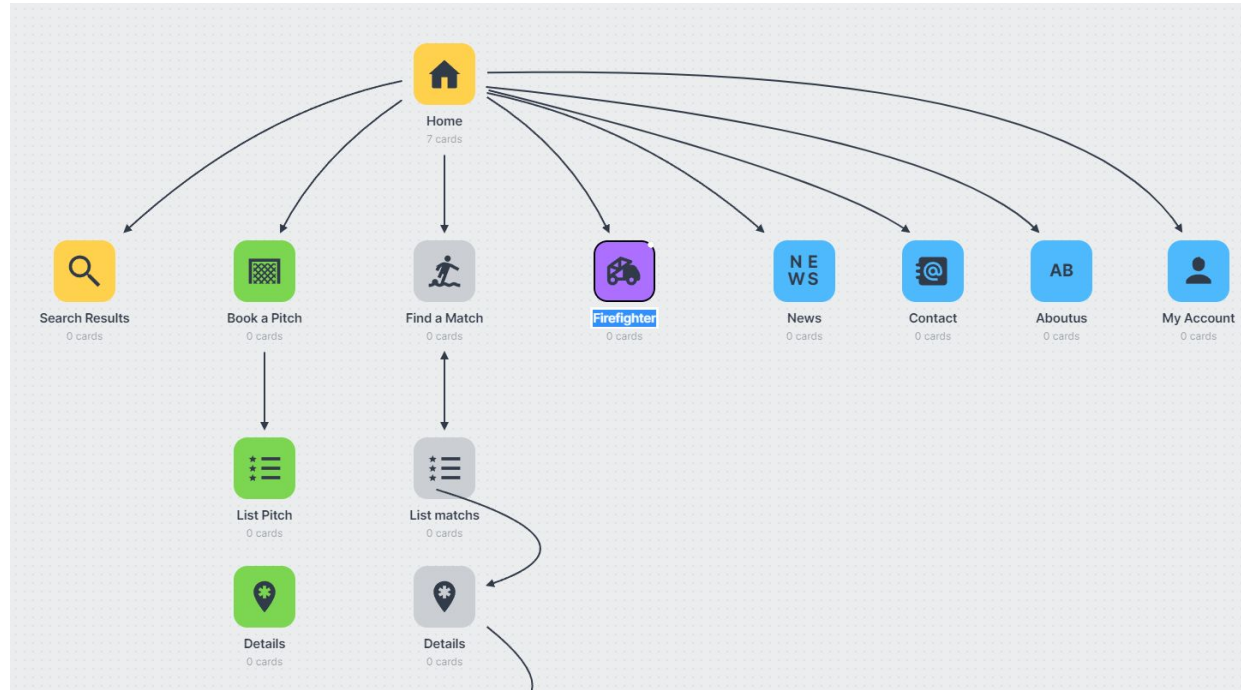 Home
7 cards
Search Results
0 cards
Book a Pitch
0 cards
Find a Match
0 cards
Firefighter
0 cards
N E
W S
News
0 cards
Contact
0 cards
AB
Aboutus
0 cards
My Account
0 cards
List Pitch
0 cards
List matchs
0 cards
Details
0 cards
Details
0 cards